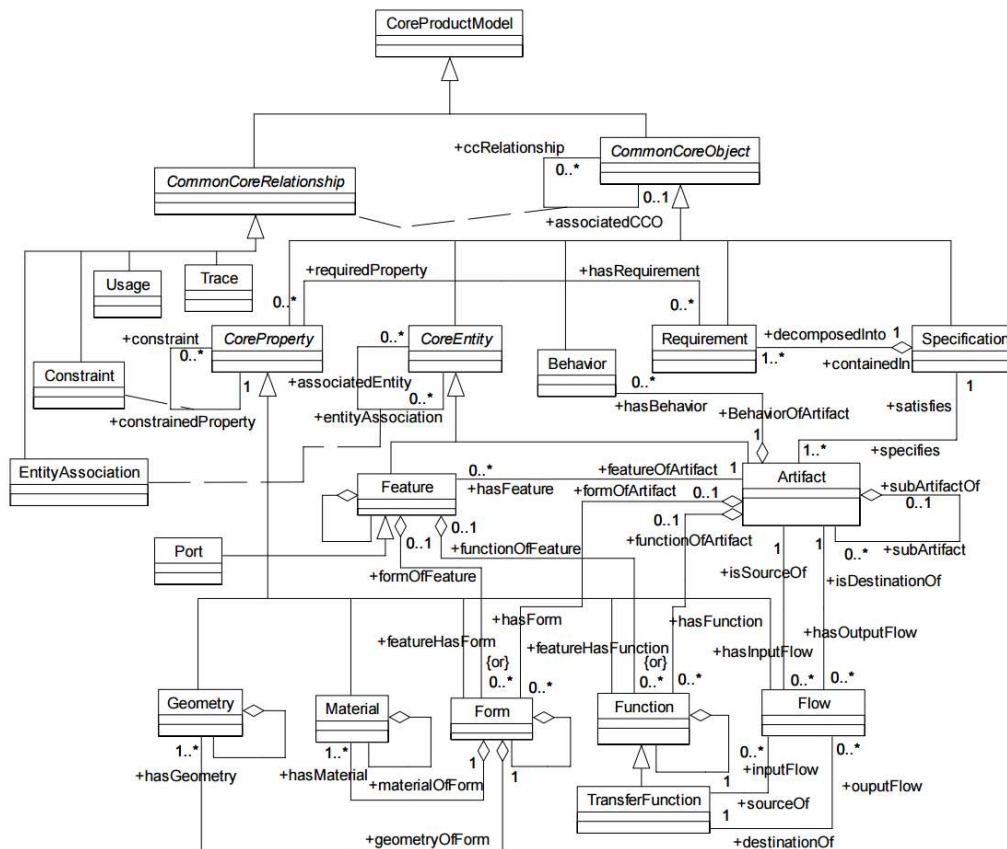 CoreProductModel
+ccRelationship
CommonCoreObject
0..*
CommonCoreRelationship
0..1
+associatedCCO
+requiredProperty
+hasRequirement
Usage
Trace
0..*
0..*
+constraint
CoreProperty
0..*
CoreEntity
Requirement
+decomposedInto
1
Specification
0..*
Behavior
1..*
+containedIn
Constraint
1
+associatedEntity
0..*
0..*
1
+constrainedProperty
+entityAssociation
+hasBehavior
+BehaviorOfArtifact
+satisfies
1
1..*
+specifies
EntityAssociation
0..*
+featureOfArtifact
1
Artifact
Feature
+hasFeature
+formOfArtifact
+subArtifactOf
0..1
0..1
0..1
0..1
0..1
Port
+functionOfFeature
+functionOfArtifact
1
1
0..*
+subArtifact
+formOfFeature
+isSourceOf
+isDestinationOf
+hasForm
+hasFunction
+featureHasForm
+featureHasFunction
+hasOutputFlow
+hasInputFlow
{or}
{or}
0..*
0..*
0..*
0..*
0..*
0..*
Geometry
Material
Form
Function
Flow
1..*
1..*
1
1
0..*
0..*
+hasGeometry
+hasMaterial
+materialOfForm
1
+inputFlow
+ouputFlow
TransferFunction
+sourceOf
1
+geometryOfForm
+destinationOf